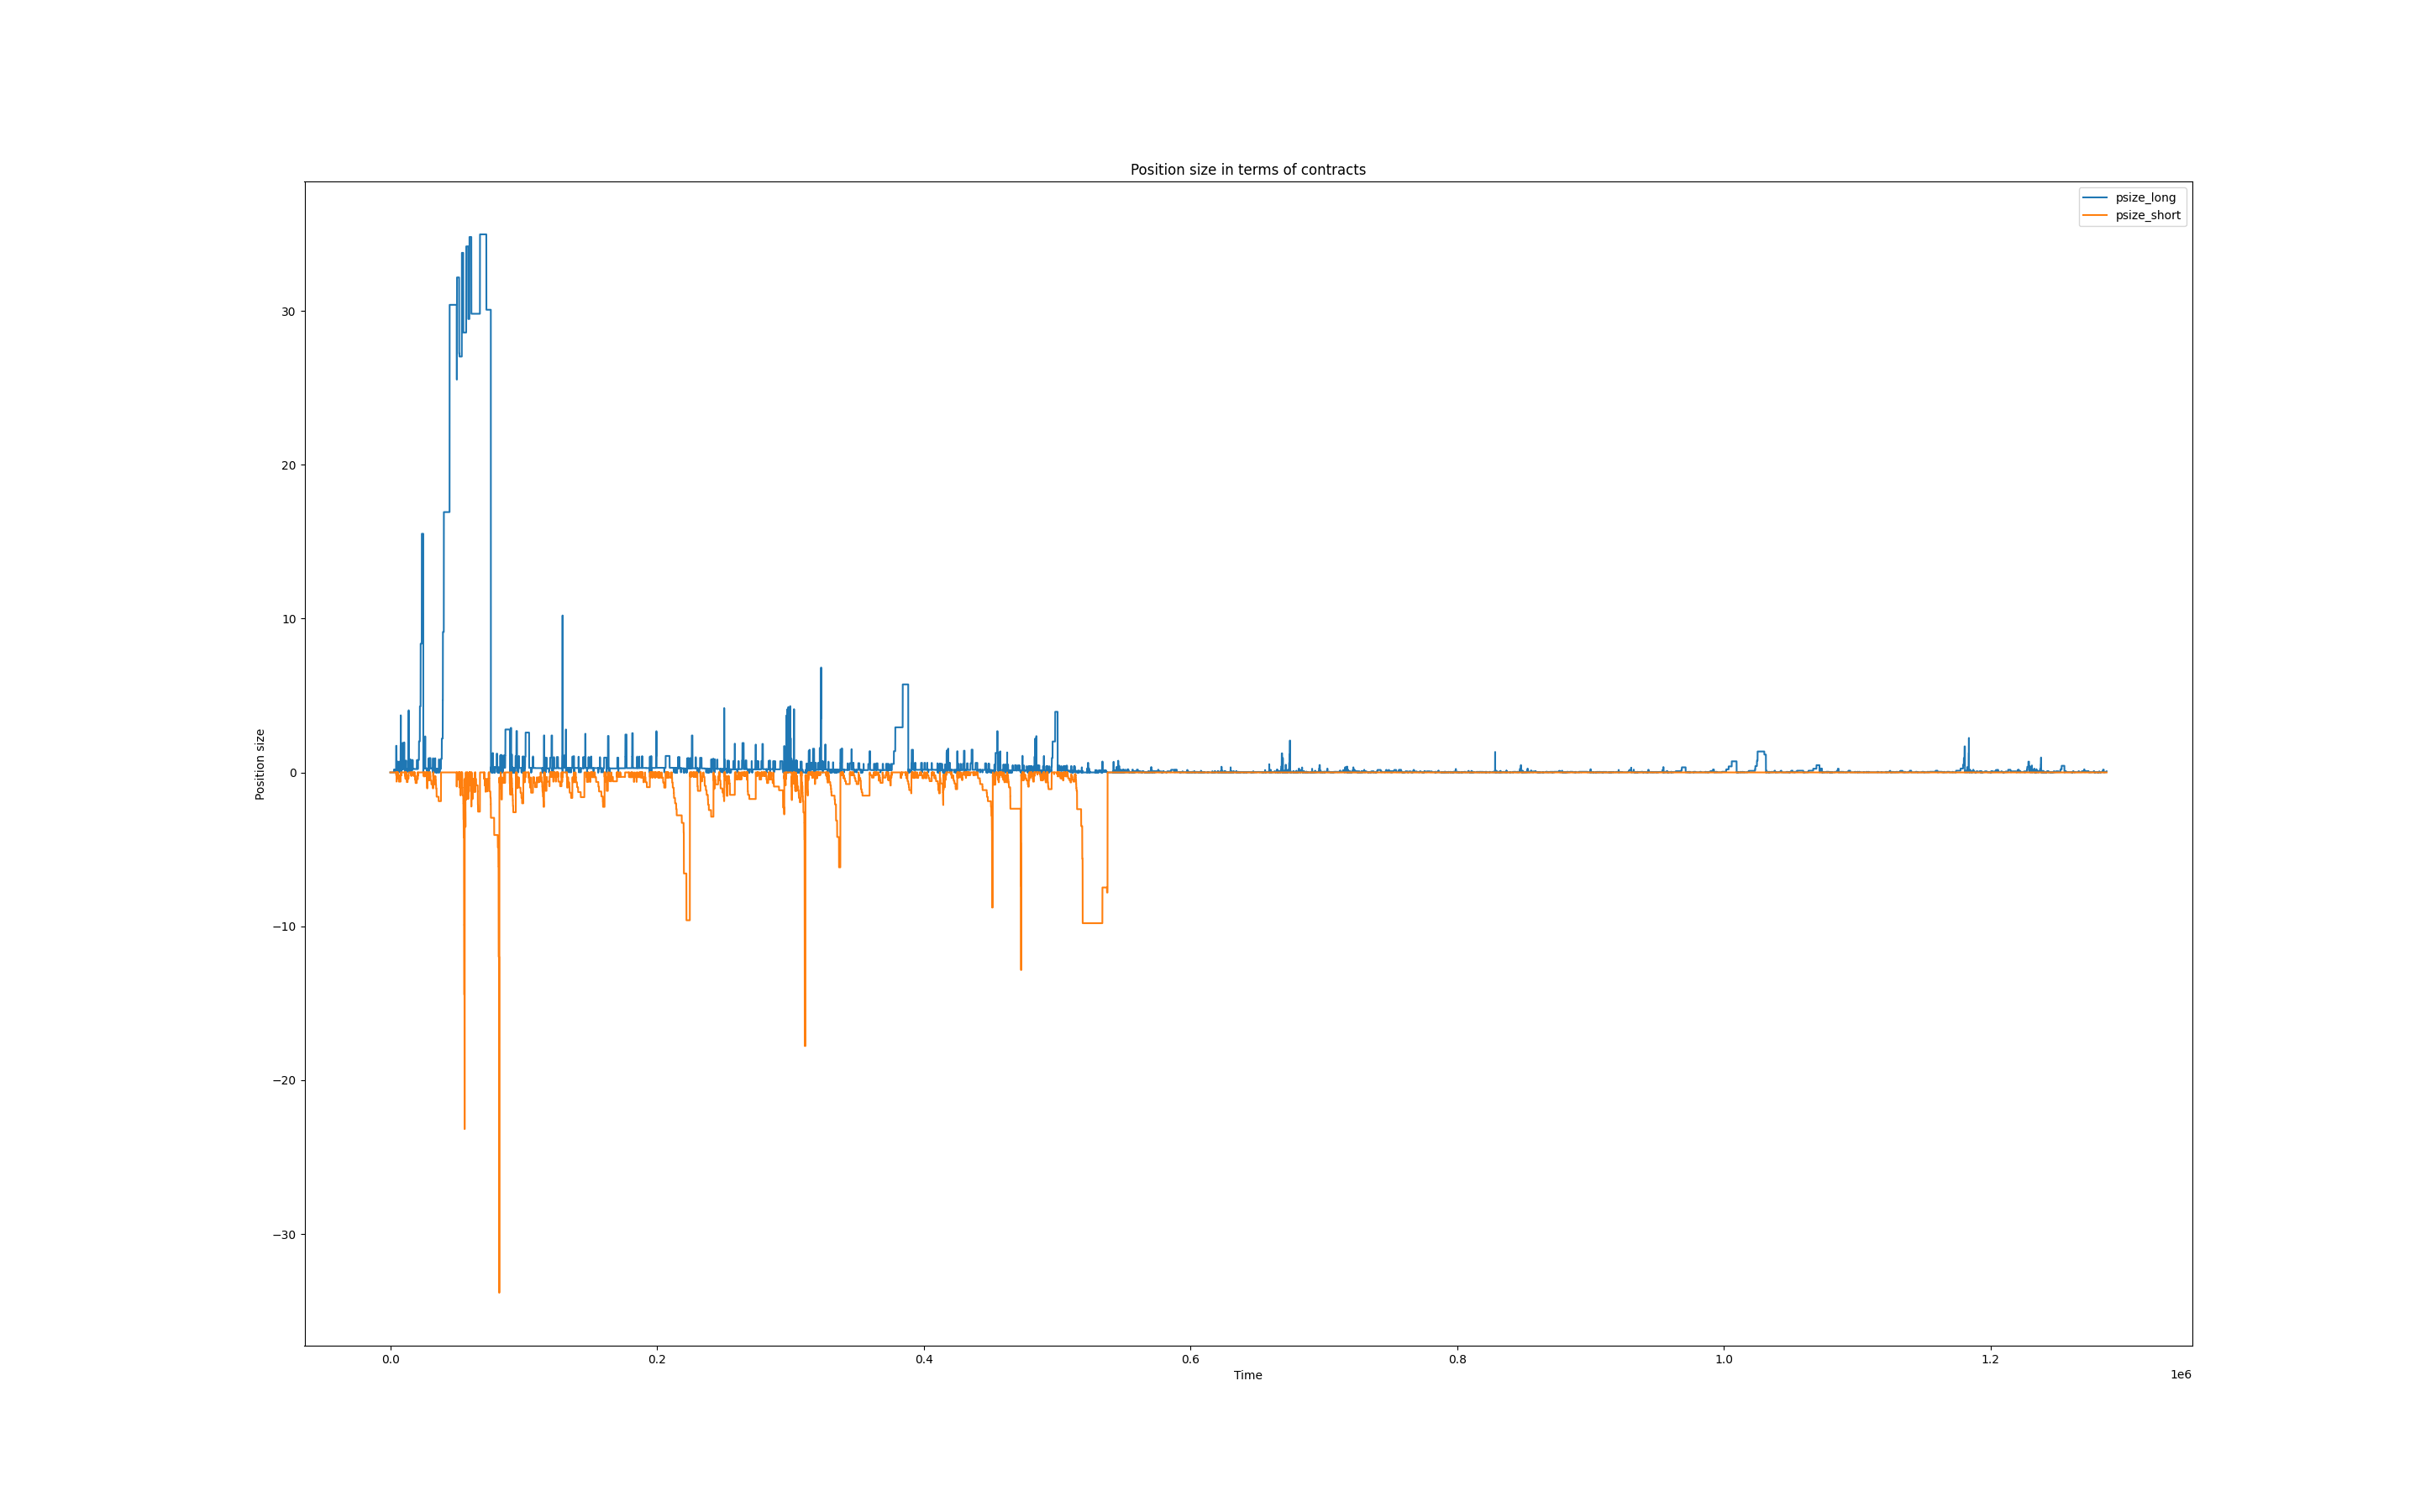 Position size in terms of contracts
psize_long
psize_short
Position size
30
20
10
0
−10
−20
−30
0.0
0.2
0.4
0.6
0.8
1.0
1.2
Time
1e6